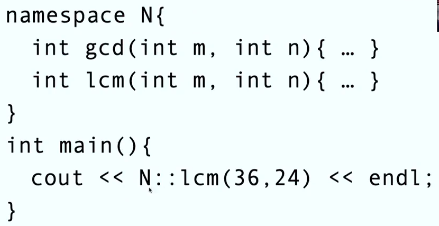 namespace N{
  int gcd(int m, int n){ … }
  int lcm(int m, int n){ … }
}
int main(){
  cout << N::lcm(36,24) << endl;
}